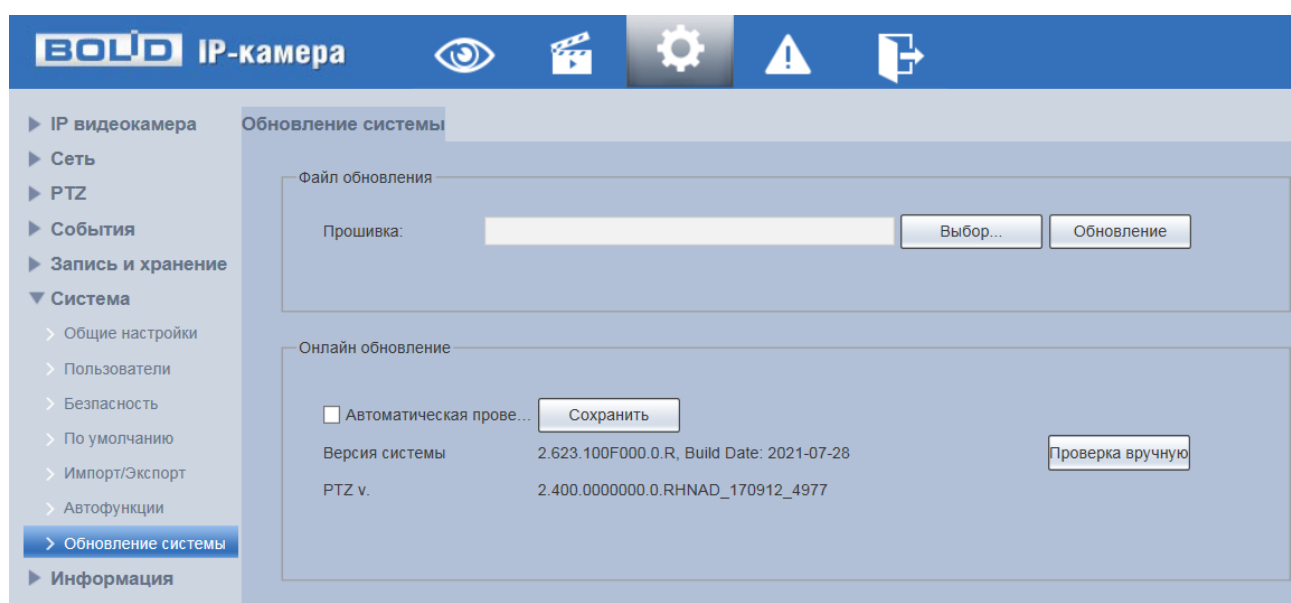 BOLID IP-камера
IP видеокамера
Сеть
PTZ
События
Запись и хранение
Система
Общие настройки
Пользователи
Безпасность
По умолчанию
Импорт/Экспорт
Автофункции
Обновление системы
Информация
Обновление системы
Файл обновления
Прошивка: Выбор... Обновление
Онлайн обновление
Автоматическая прове... Сохранить
Версия системы 2.623.100F000.0.R, Build Date: 2021-07-28 Проверка вручную
PTZ v. 2.400.0000000.0.RHNAD_170912_4977